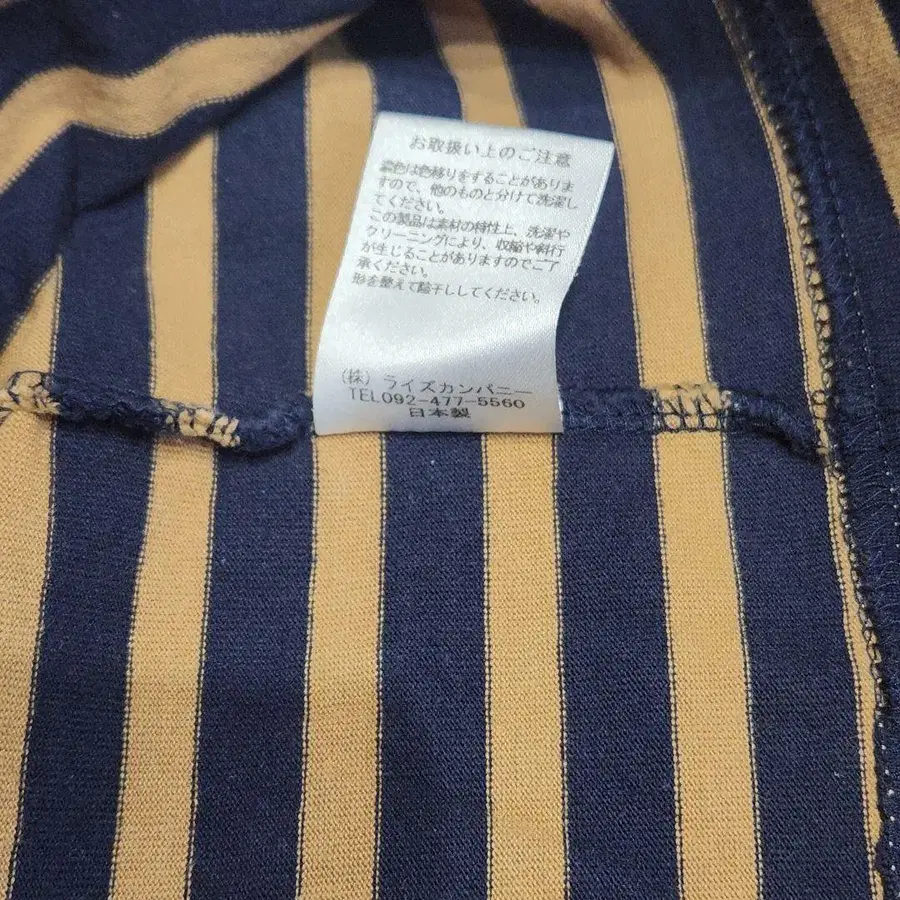 お取扱い上のご注意
濃色は色移りをすることがありま
すので、他のものと分けて洗濯し
てください。
この製品は素材の特性上、洗濯や
クリーニングにより、収縮や斜行
が生じることがありますのでご了
承ください。
形を整えて陰干ししてください。
(株) ライズカンパニー
TEL092-477-5560
日本製